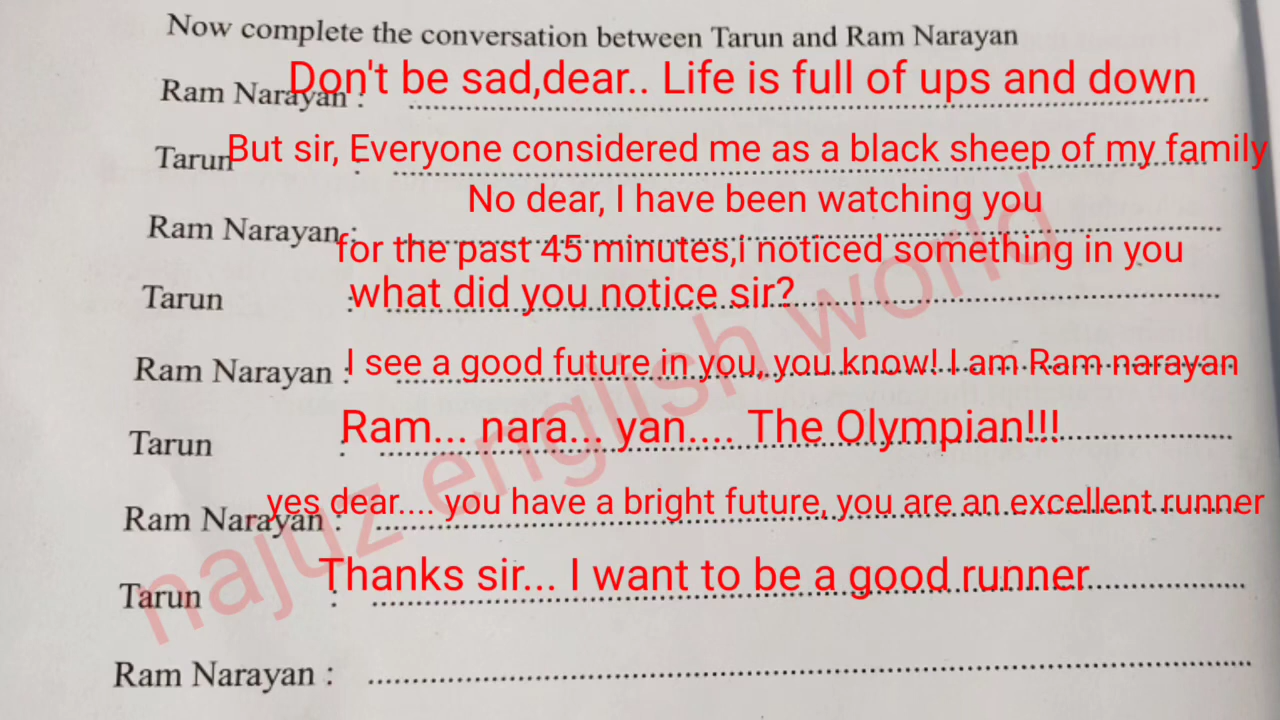 Now complete the conversation between Tarun and Ram Narayan
Ram Narayan : Don't be sad,dear.. Life is full of ups and down
Tarun : But sir, Everyone considered me as a black sheep of my family
No dear, I have been watching you
Ram Narayan : for the past 45 minutes,i noticed something in you
Tarun : what did you notice sir?
Ram Narayan : I see a good future in you, you know! I am Ram narayan
Tarun : Ram... nara... yan.... The Olympian!!!
Ram Narayan : yes dear.... you have a bright future, you are an excellent runner
Tarun : Thanks sir... I want to be a good runner
Ram Narayan :
najuz english world